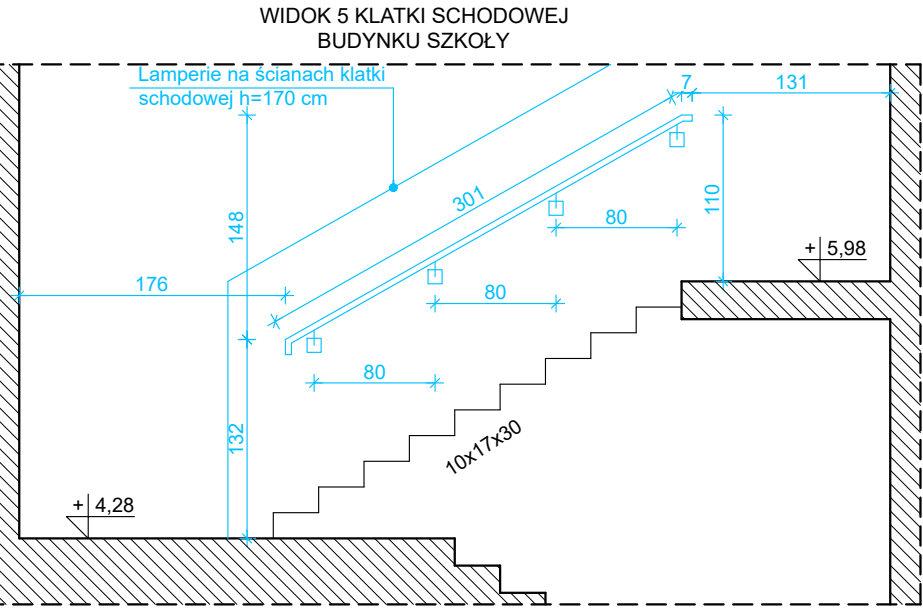 WIDOK 5 KLATKI SCHODOWEJ
BUDYNKU SZKOŁY
Lamperie na ścianach klatki
schodowej h=170 cm
7
131
301
148
110
80
+ 5,98
176
80
80
132
10x17x30
+ 4,28